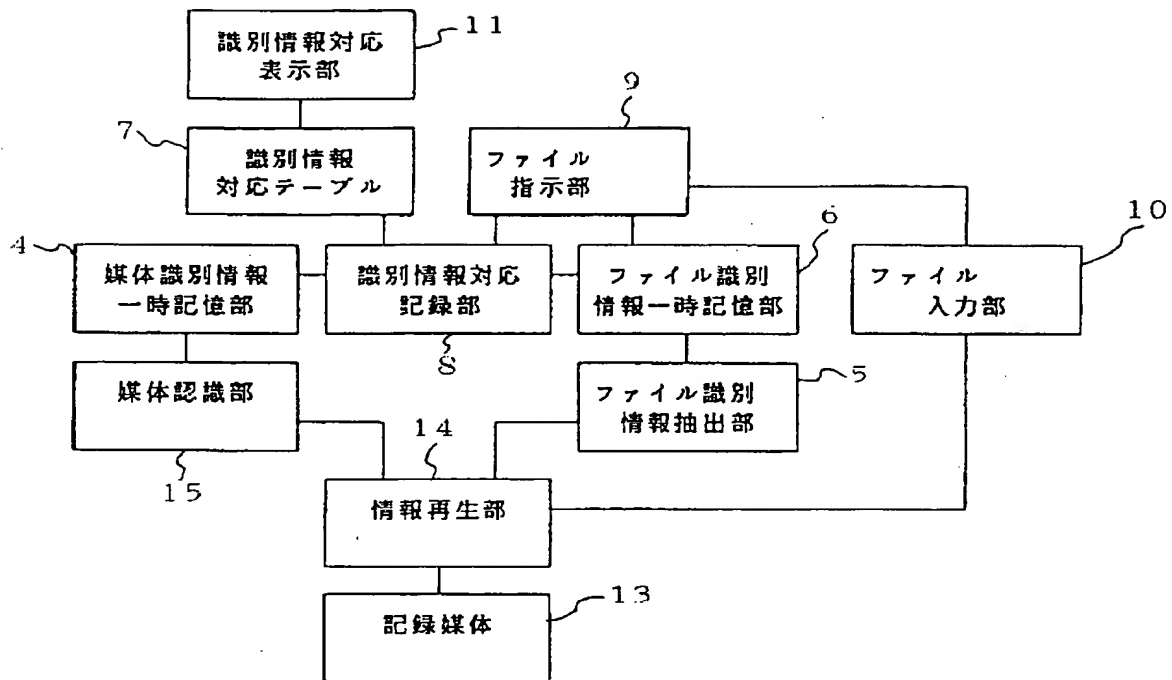 識別情報対応
表示部
11
7
識別情報
対応テーブル
9
ファイル
指示部
4
媒体識別情報
一時記憶部
識別情報対応
記録部
8
6
ファイル識別
情報一時記憶部
10
ファイル
入力部
媒体認識部
15
ファイル識別
情報抽出部
5
14
情報再生部
記録媒体
13